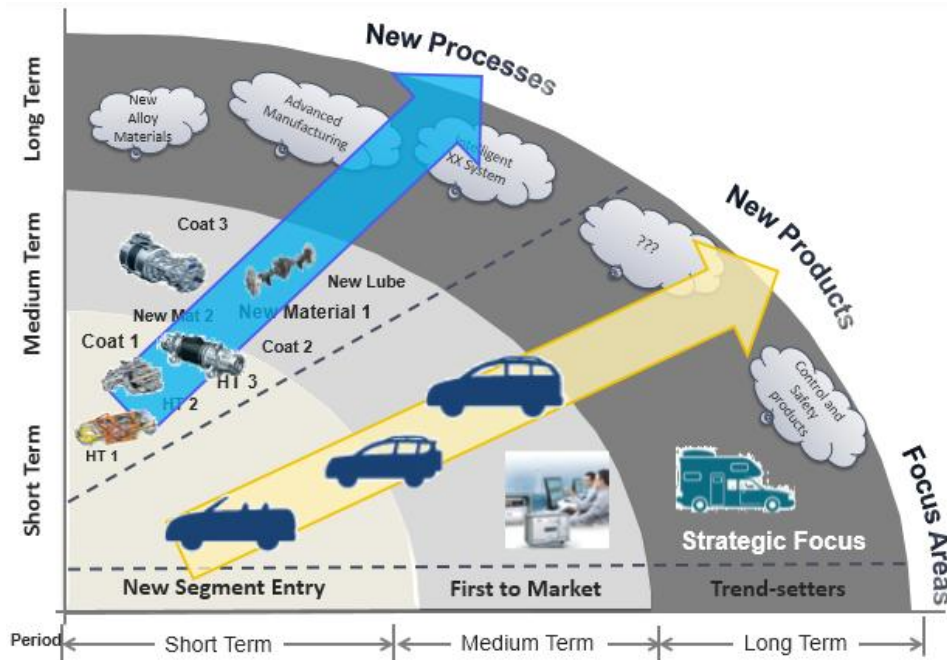 New Processes
Long Term
New
Alloy
Materials
Advanced
Manufacturing
Intelligent
XX System
New Products
???
Medium Term
Coat 3
New Lube
New Mat 2
New Material 1
Coat 1
Coat 2
HT 3
HT 2
HT 1
Control and
Safety
products
Short Term
Focus Areas
Strategic Focus
New Segment Entry
First to Market
Trend-setters
Period
Short Term
Medium Term
Long Term